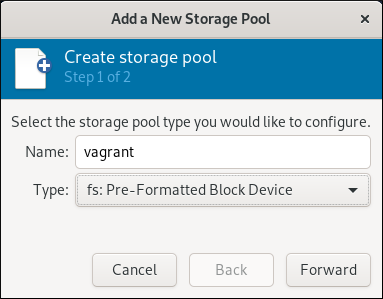 Add a New Storage Pool
Create storage pool
Step 1 of 2
Select the storage pool type you would like to configure.
Name: vagrant
Type: fs: Pre-Formatted Block Device
Cancel Back Forward